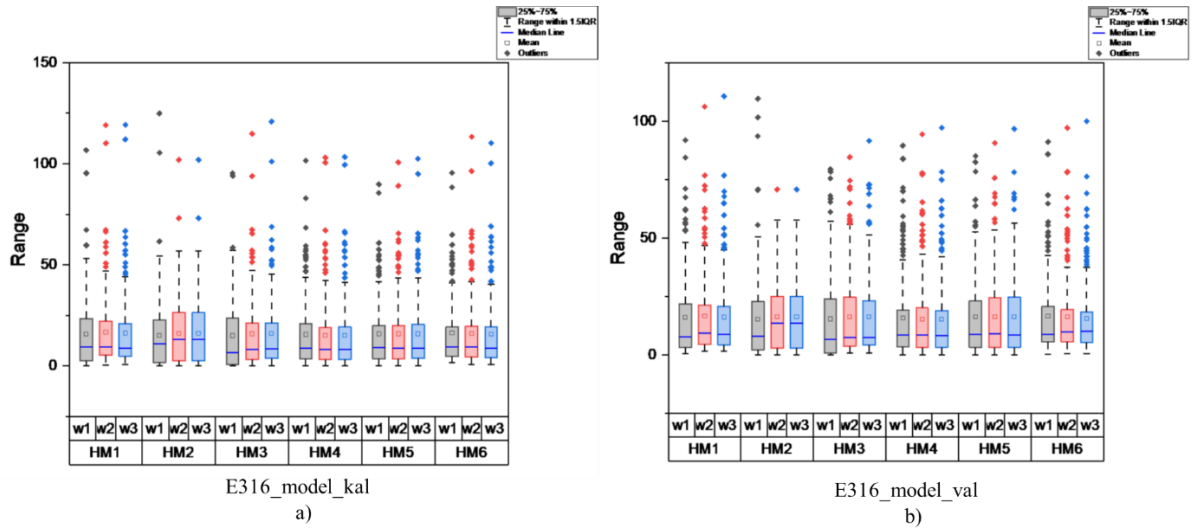 25%~75%
Range within 1.5IQR
Median Line
Mean
Outliers
Range
150
100
50
0
w1 w2 w3 w1 w2 w3 w1 w2 w3 w1 w2 w3 w1 w2 w3 w1 w2 w3
HM1 HM2 HM3 HM4 HM5 HM6
E316_model_kal
a)
25%~75%
Range within 1.5IQR
Median Line
Mean
Outliers
Range
100
50
0
w1 w2 w3 w1 w2 w3 w1 w2 w3 w1 w2 w3 w1 w2 w3 w1 w2 w3
HM1 HM2 HM3 HM4 HM5 HM6
E316_model_val
b)